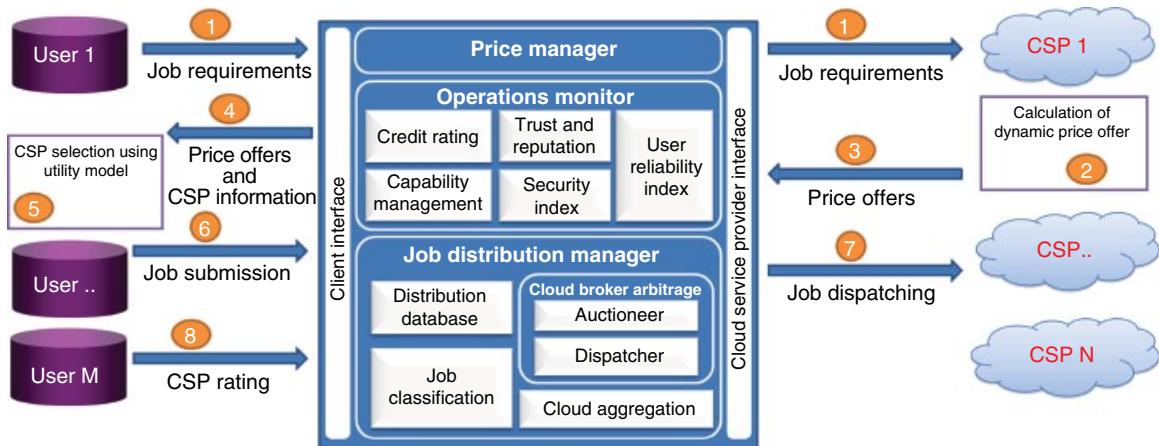 User 1
1
Job requirements
4
Price offers
and
CSP information
CSP selection using
utility model
5
6
User ..
Job submission
8
User M
CSP rating
Client interface
Price manager
Operations monitor
Credit rating
Trust and
reputation
User
reliability
index
Capability
management
Security
index
Job distribution manager
Distribution
database
Cloud broker arbitrage
Auctioneer
Dispatcher
Job
classification
Cloud aggregation
Cloud service provider interface
1
Job requirements
CSP 1
Calculation of
dynamic price offer
2
3
Price offers
7
Job dispatching
CSP..
CSP N